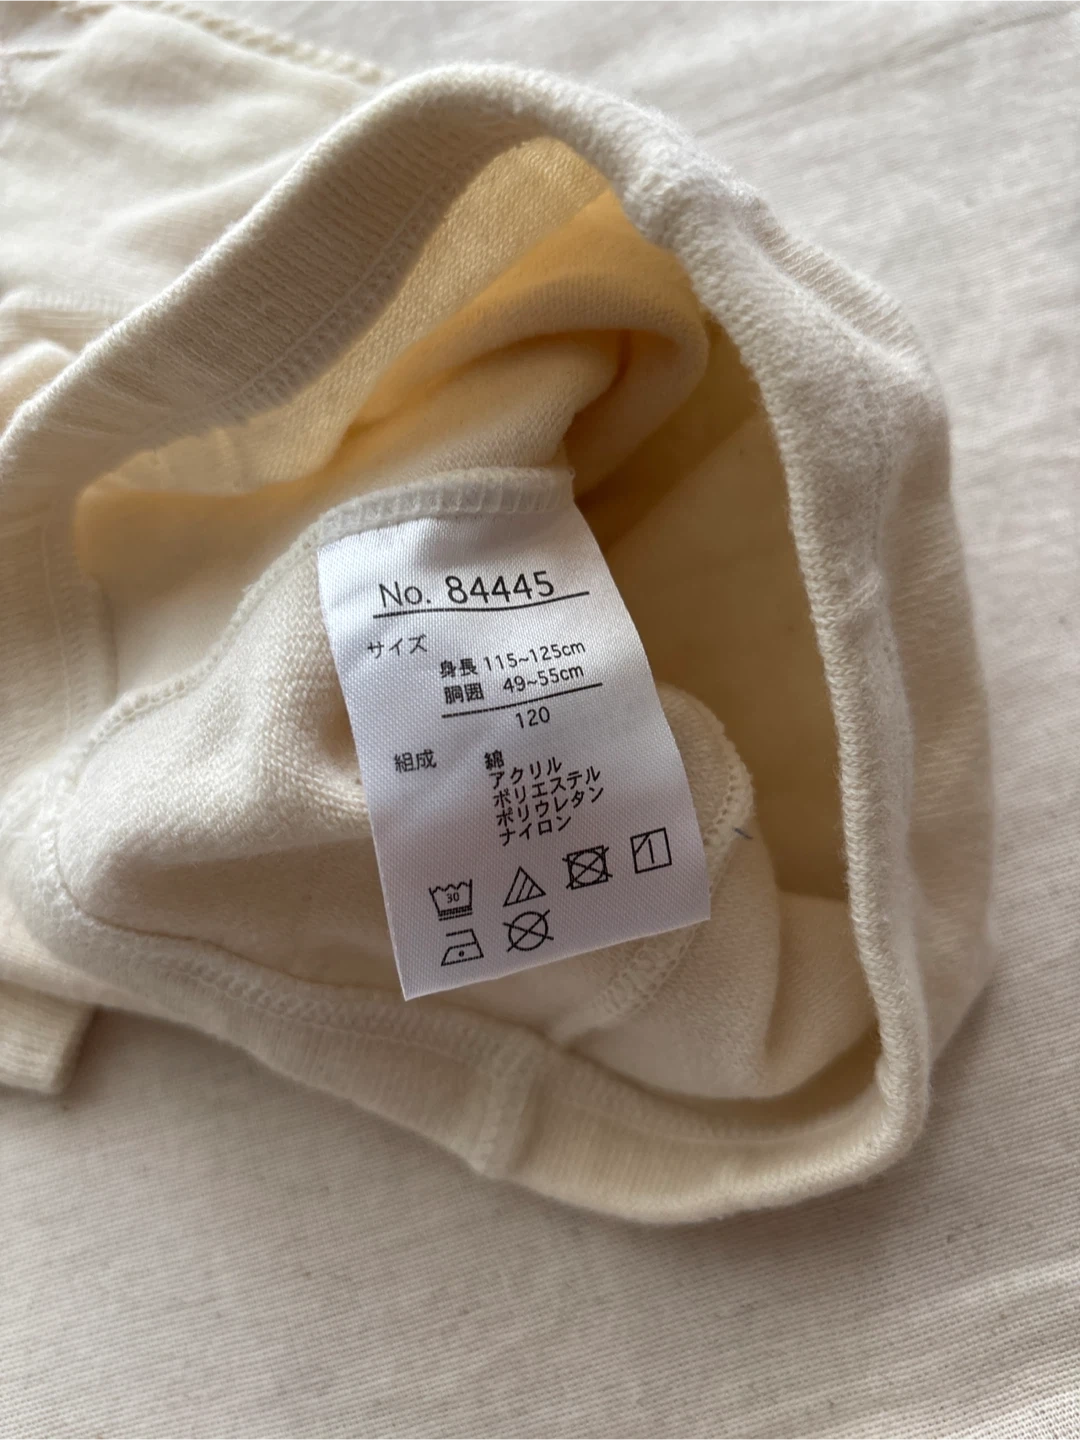 No. 84445
サイズ
身長 115~125cm
胴囲 49~55cm
120
組成 綿
アクリル
ポリエステル
ポリウレタン
ナイロン
30